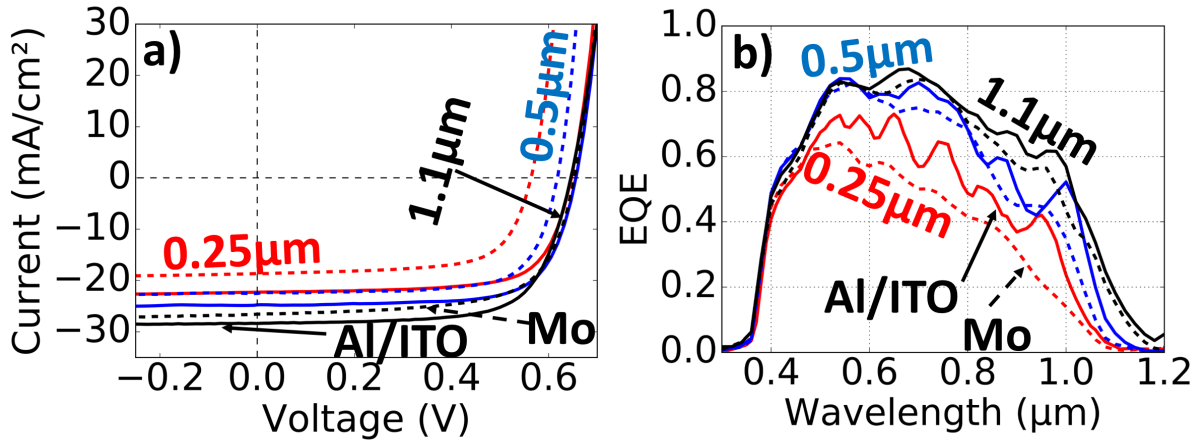 a)
Current (mA/cm²)
30
20
10
0
−10
−20
−30
0.25µm
1.1µm
0.5µm
Al/ITO
Mo
−0.2
0.0
0.2
0.4
0.6
Voltage (V)
b)
EQE
1.0
0.8
0.6
0.4
0.2
0.0
0.5µm
1.1µm
0.25µm
Al/ITO
Mo
0.4
0.6
0.8
1.0
1.2
Wavelength (µm)